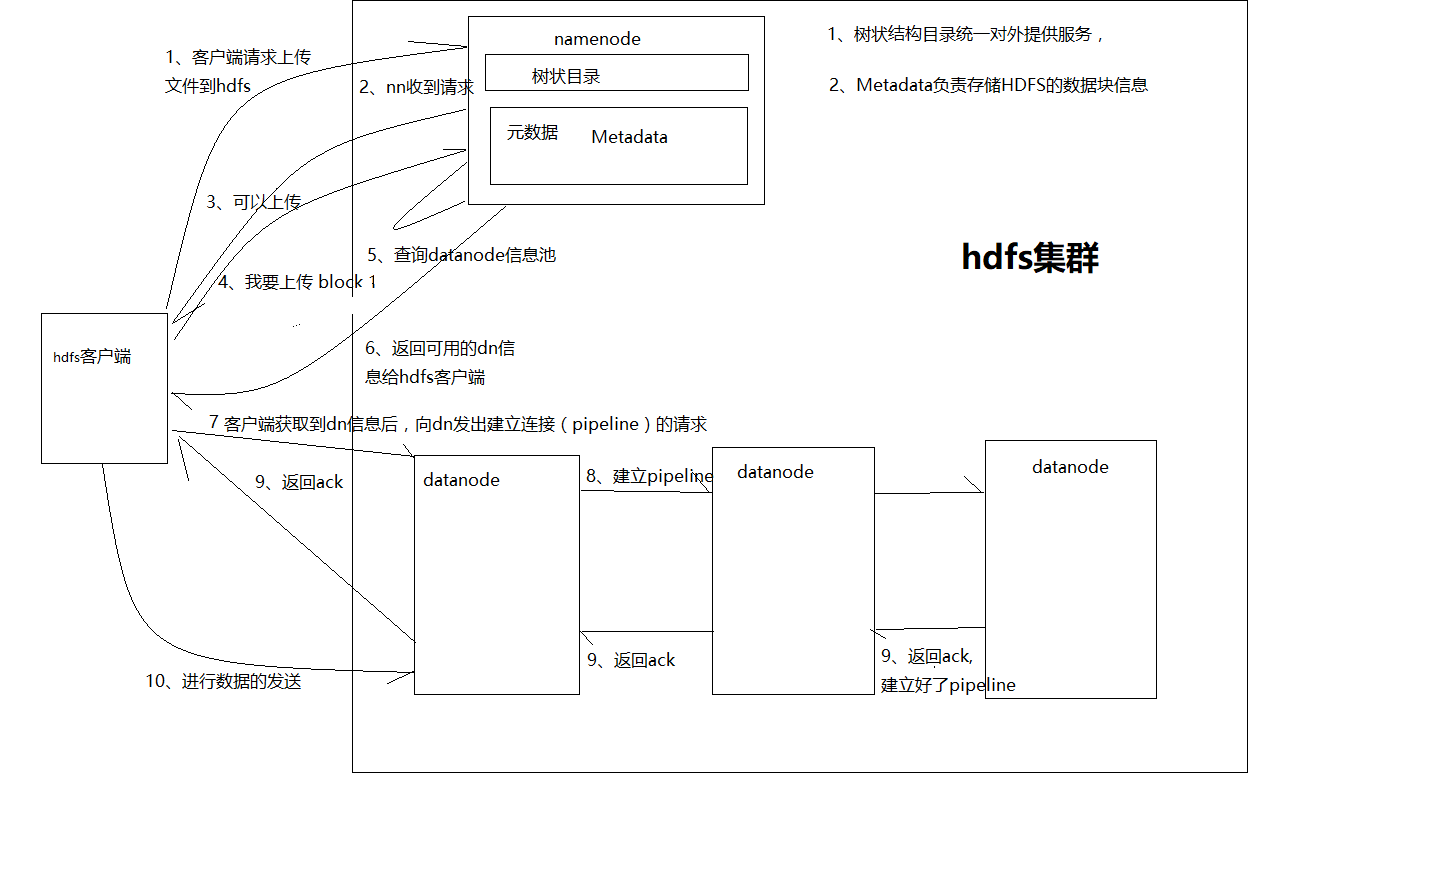 namenode
树状目录
元数据
Metadata
1、树状结构目录统一对外提供服务，
2、Metadata负责存储HDFS的数据块信息
hdfs集群
1、客户端请求上传
文件到hdfs
2、nn收到请求
3、可以上传
4、我要上传 block 1
5、查询datanode信息池
hdfs客户端
6、返回可用的dn信
息给hdfs客户端
7 客户端获取到dn信息后，向dn发出建立连接（pipeline）的请求
datanode
8、建立pipeline
datanode
datanode
9、返回ack
9、返回ack
9、返回ack,
建立好了pipeline
10、进行数据的发送